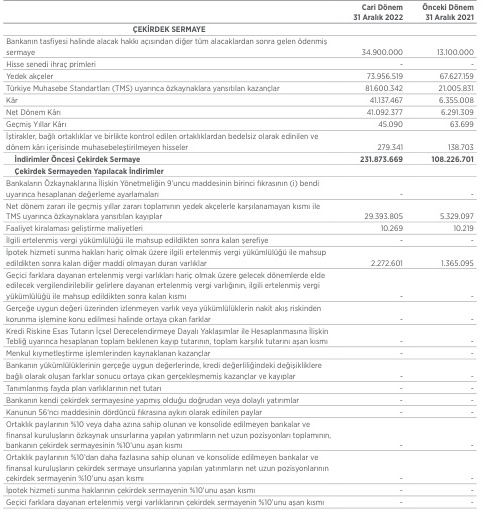 Cari Dönem Önceki Dönem
31 Aralık 2022 31 Aralık 2021
ÇEKİRDEK SERMAYE
Bankanın tasfiyesi halinde alacak hakkı açısından diğer tüm alacaklardan sonra gelen ödenmiş
sermaye 34.900.000 13.100.000
Hisse senedi ihraç primleri - -
Yedek akçeler 73.956.519 67.627.159
Türkiye Muhasebe Standartları (TMS) uyarınca özkaynaklara yansıtılan kazançlar 81.600.342 21.005.831
Kâr 41.137.467 6.355.008
Net Dönem Kârı 41.092.377 6.291.309
Geçmiş Yıllar Kârı 45.090 63.699
İştirakler, bağlı ortaklıklar ve birlikte kontrol edilen ortaklıklardan bedelsiz olarak edinilen ve
dönem kârı içerisinde muhasebeleştirilmeyen hisseler 279.341 138.703
İndirimler Öncesi Çekirdek Sermaye 231.873.669 108.226.701
Çekirdek Sermayeden Yapılacak İndirimler
Bankaların Özkaynaklarına İlişkin Yönetmeliğin 9'uncu maddesinin birinci fıkrasının (i) bendi
uyarınca hesaplanan değerleme ayarlamaları - -
Net dönem zararı ile geçmiş yıllar zararı toplamının yedek akçelerle karşılanamayan kısmı ile
TMS uyarınca özkaynaklara yansıtılan kayıplar 29.393.805 5.329.097
Faaliyet kiralaması geliştirme maliyetleri 10.269 10.219
İlgili ertelenmiş vergi yükümlülüğü ile mahsup edildikten sonra kalan şerefiye - -
İpotek hizmeti sunma hakları hariç olmak üzere ilgili ertelenmiş vergi yükümlülüğü ile mahsup
edildikten sonra kalan diğer maddi olmayan duran varlıklar 2.272.601 1.365.095
Geçici farklara dayanan ertelenmiş vergi varlıkları hariç olmak üzere gelecek dönemlerde elde
edilecek vergilendirilebilir gelirlere dayanan ertelenmiş vergi varlığının, ilgili ertelenmiş vergi
yükümlülüğü ile mahsup edildikten sonra kalan kısmı - -
Gerçeğe uygun değeri üzerinden izlenmeyen varlık veya yükümlülüklerin nakit akış riskinden
korunma işlemine konu edilmesi halinde ortaya çıkan farklar - -
Kredi Riskine Esas Tutarın İçsel Derecelendirmeye Dayalı Yaklaşımlar ile Hesaplanmasına İlişkin
Tebliğ uyarınca hesaplanan toplam beklenen kayıp tutarının, toplam karşılık tutarını aşan kısmı - -
Menkul kıymetleştirme işlemlerinden kaynaklanan kazançlar - -
Bankanın yükümlülüklerinin gerçeğe uygun değerlerinde, kredi değerliliğindeki değişikliklere
bağlı olarak oluşan farklar sonucu ortaya çıkan gerçekleşmemiş kazançlar ve kayıplar - -
Tanımlanmış fayda plan varlıklarının net tutarı - -
Bankanın kendi çekirdek sermayesine yapmış olduğu doğrudan veya dolaylı yatırımlar - -
Kanunun 56'ncı maddesinin dördüncü fıkrasına aykırı olarak edinilen paylar - -
Ortaklık paylarının %10 veya daha azına sahip olunan ve konsolide edilmeyen bankalar ve
finansal kuruluşların özkaynak unsurlarına yapılan yatırımların net uzun pozisyonları toplamının,
bankanın çekirdek sermayesinin %10'unu aşan kısmı - -
Ortaklık paylarının %10'dan daha fazlasına sahip olunan ve konsolide edilmeyen bankalar ve
finansal kuruluşların çekirdek sermaye unsurlarına yapılan yatırımların net uzun pozisyonlarının
çekirdek sermayenin %10'unu aşan kısmı - -
İpotek hizmeti sunma haklarının çekirdek sermayenin %10'unu aşan kısmı - -
Geçici farklara dayanan ertelenmiş vergi varlıklarının çekirdek sermayenin %10'unu aşan kısmı - -